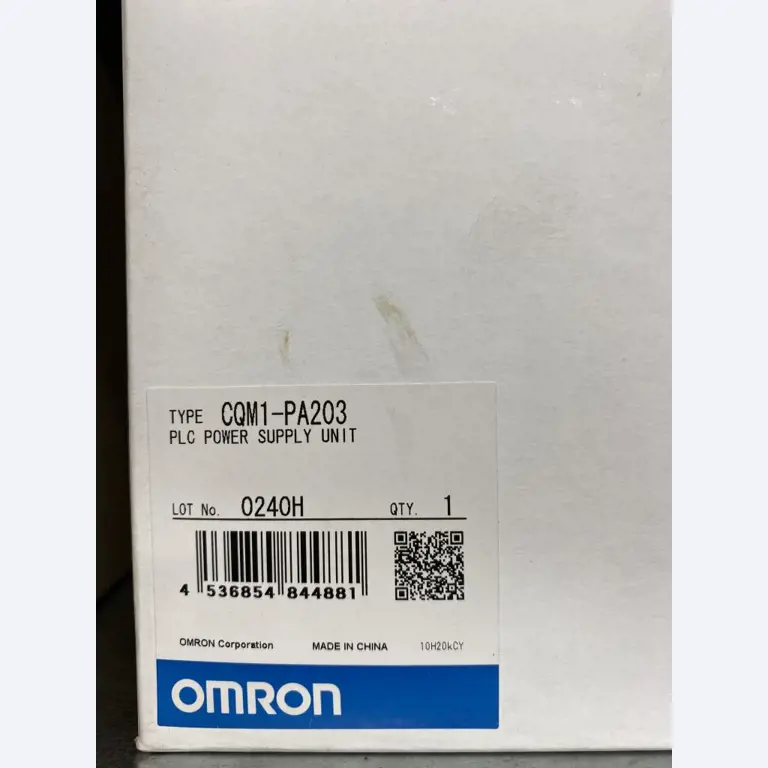 TYPE CQM1-PA203
PLC POWER SUPPLY UNIT
LOT No. 0240H QTY. 1
4 536854 844881
OMRON Corporation MADE IN CHINA 10H20kCY
OMRON